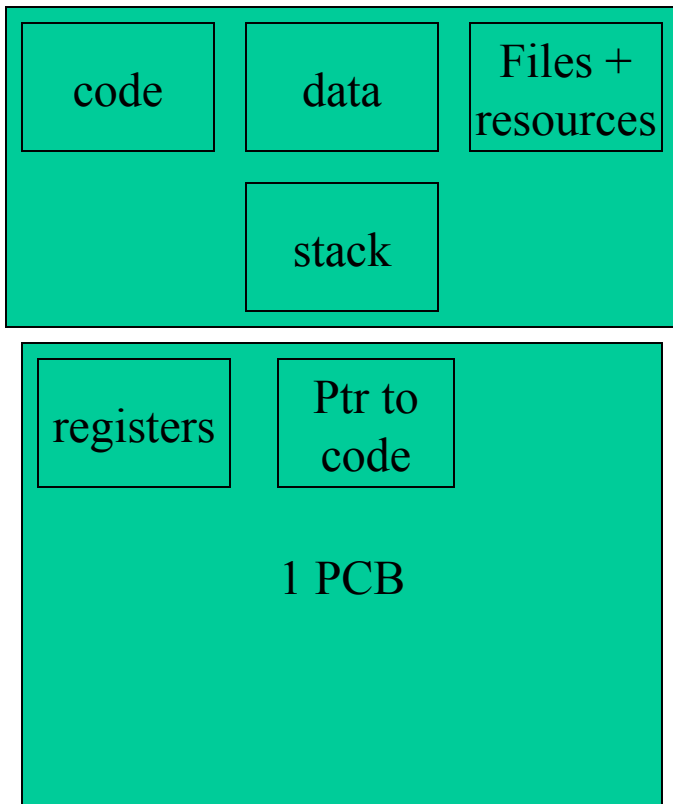 code
data
Files +
resources
stack
registers
Ptr to
code
1 PCB